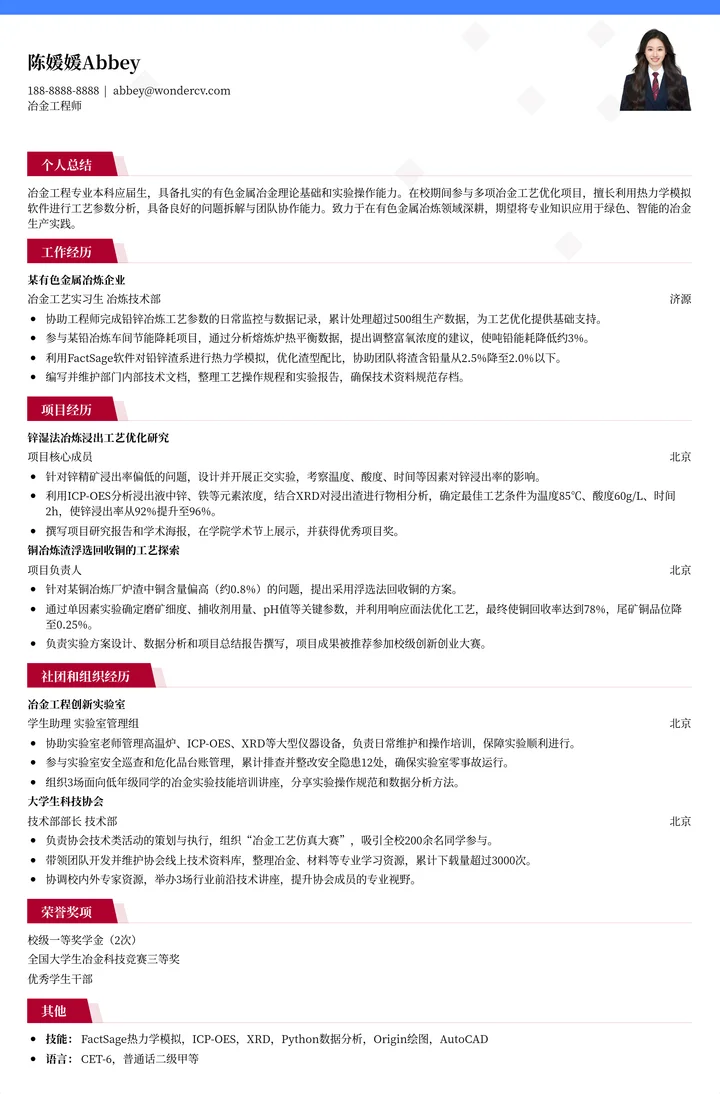 陈媛媛Abbey
188-8888-8888 | abbey@wondercv.com
冶金工程师
个人总结
冶金工程专业本科应届生，具备扎实的有色金属冶金理论基础和实验操作能力。在校期间参与多项冶金工艺优化项目，擅长利用热力学模拟
软件进行工艺参数分析，具备良好的问题拆解与团队协作能力。致力于在有色金属冶炼领域深耕，期望将专业知识应用于绿色、智能的冶金
生产实践。
工作经历
某有色金属冶炼企业
冶金工艺实习生 冶炼技术部 济源
• 协助工程师完成铅锌冶炼工艺参数的日常监控与数据记录，累计处理超过500组生产数据，为工艺优化提供基础支持。
• 参与某铅冶炼车间节能降耗项目，通过分析熔炼炉热平衡数据，提出调整富氧浓度的建议，使吨铅能耗降低约3%。
• 利用FactSage软件对铅锌渣系进行热力学模拟，优化渣型配比，协助团队将渣含铅量从2.5%降至2.0%以下。
• 编写并维护部门内部技术文档，整理工艺操作规程和实验报告，确保技术资料规范存档。
项目经历
锌湿法冶炼浸出工艺优化研究
项目核心成员 北京
• 针对锌精矿浸出率偏低的问题，设计并开展正交实验，考察温度、酸度、时间等因素对锌浸出率的影响。
• 利用ICP-OES分析浸出液中锌、铁等元素浓度，结合XRD对浸出渣进行物相分析，确定最佳工艺条件为温度85℃、酸度60g/L、时间
2h，使锌浸出率从92%提升至96%。
• 撰写项目研究报告和学术海报，在学院学术节上展示，并获得优秀项目奖。
铜冶炼渣浮选回收铜的工艺探索
项目负责人 北京
• 针对某铜冶炼厂炉渣中铜含量偏高（约0.8%）的问题，提出采用浮选法回收铜的方案。
• 通过单因素实验确定磨矿细度、捕收剂用量、pH值等关键参数，并利用响应面法优化工艺，最终使铜回收率达到78%，尾矿铜品位降
至0.25%。
• 负责实验方案设计、数据分析和项目总结报告撰写，项目成果被推荐参加校级创新创业大赛。
社团和组织经历
冶金工程创新实验室
学生助理 实验室管理组 北京
• 协助实验室老师管理高温炉、ICP-OES、XRD等大型仪器设备，负责日常维护和操作培训，保障实验顺利进行。
• 参与实验室安全巡查和危化品台账管理，累计排查并整改安全隐患12处，确保实验室零事故运行。
• 组织3场面向低年级同学的冶金实验技能培训讲座，分享实验操作规范和数据分析方法。
大学生科技协会
技术部部长 技术部 北京
• 负责协会技术类活动的策划与执行，组织“冶金工艺仿真大赛”，吸引全校200余名同学参与。
• 带领团队开发并维护协会线上技术资料库，整理冶金、材料等专业学习资源，累计下载量超过3000次。
• 协调校内外专家资源，举办3场行业前沿技术讲座，提升协会成员的专业视野。
荣誉奖项
校级一等奖学金（2次）
全国大学生冶金科技竞赛三等奖
优秀学生干部
其他
• 技能： FactSage热力学模拟，ICP-OES，XRD，Python数据分析，Origin绘图，AutoCAD
• 语言： CET-6，普通话二级甲等